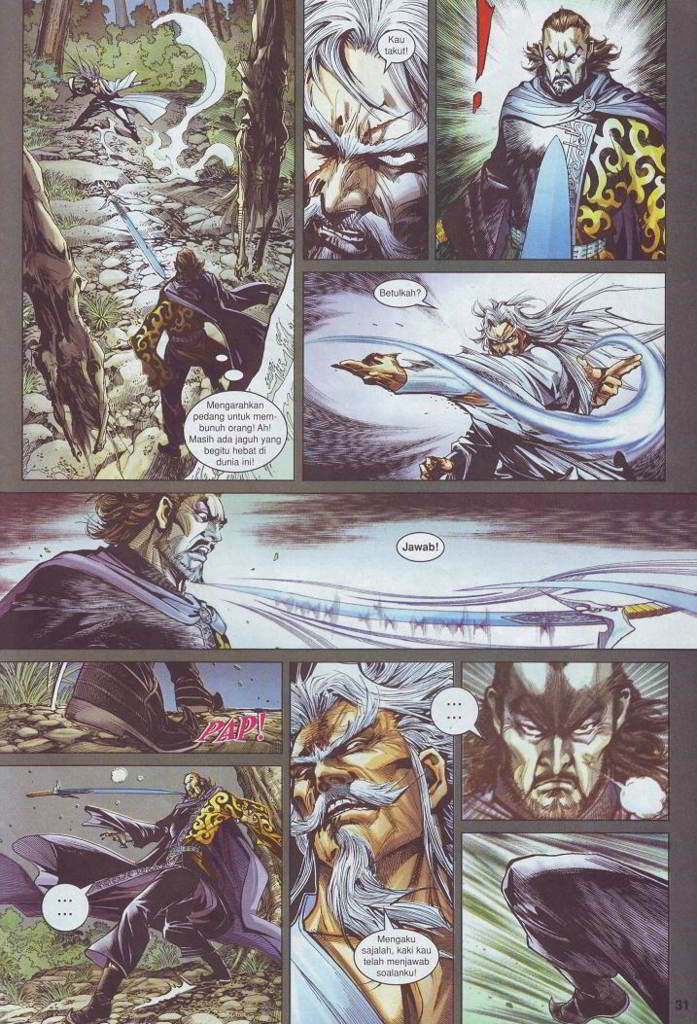 Mengarahkan
pedang untuk mem-
bunuh orang! Ah!
Masih ada jaguh yang
begitu hebat di
dunia ini!
Kau
takut!
!
Betulkah?
Jawab!
PAP!
... ...
Mengaku
sajalah, kaki kau
telah menjawab
soalanku!
... ...
31